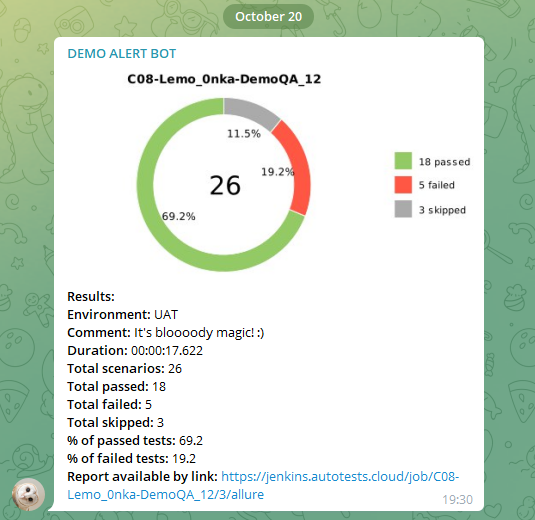 October 20
DEMO ALERT BOT
C08-Lemo_0nka-DemoQA_12
11.5%
19.2%
26
69.2%
18 passed
5 failed
3 skipped
Results:
Environment: UAT
Comment: It's bloooody magic! :)
Duration: 00:00:17.622
Total scenarios: 26
Total passed: 18
Total failed: 5
Total skipped: 3
% of passed tests: 69.2
% of failed tests: 19.2
Report available by link: https://jenkins.autotests.cloud/job/C08-
Lemo_0nka-DemoQA_12/3/allure
19:30